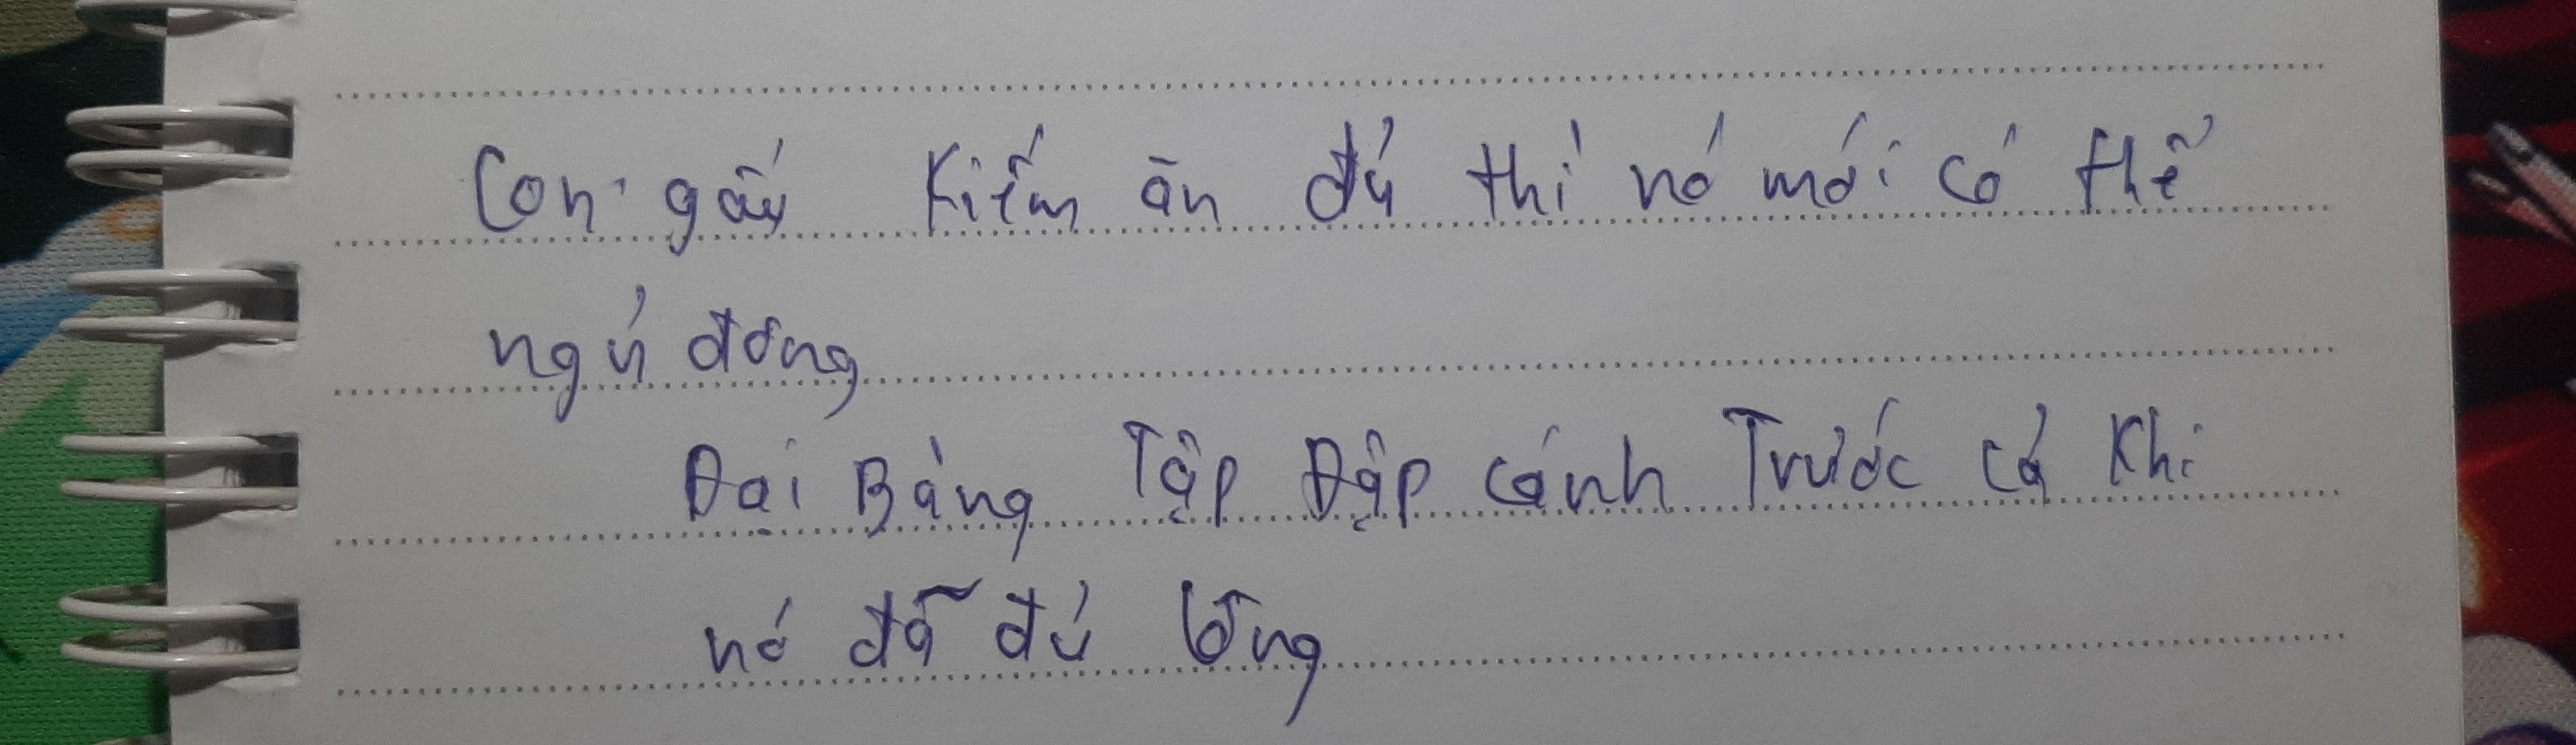 Con gấu kiếm ăn đủ thì nó mới có thể
ngủ đông
Đại Bàng Tập Đập cánh Trước cả khi
nó đã đủ lông